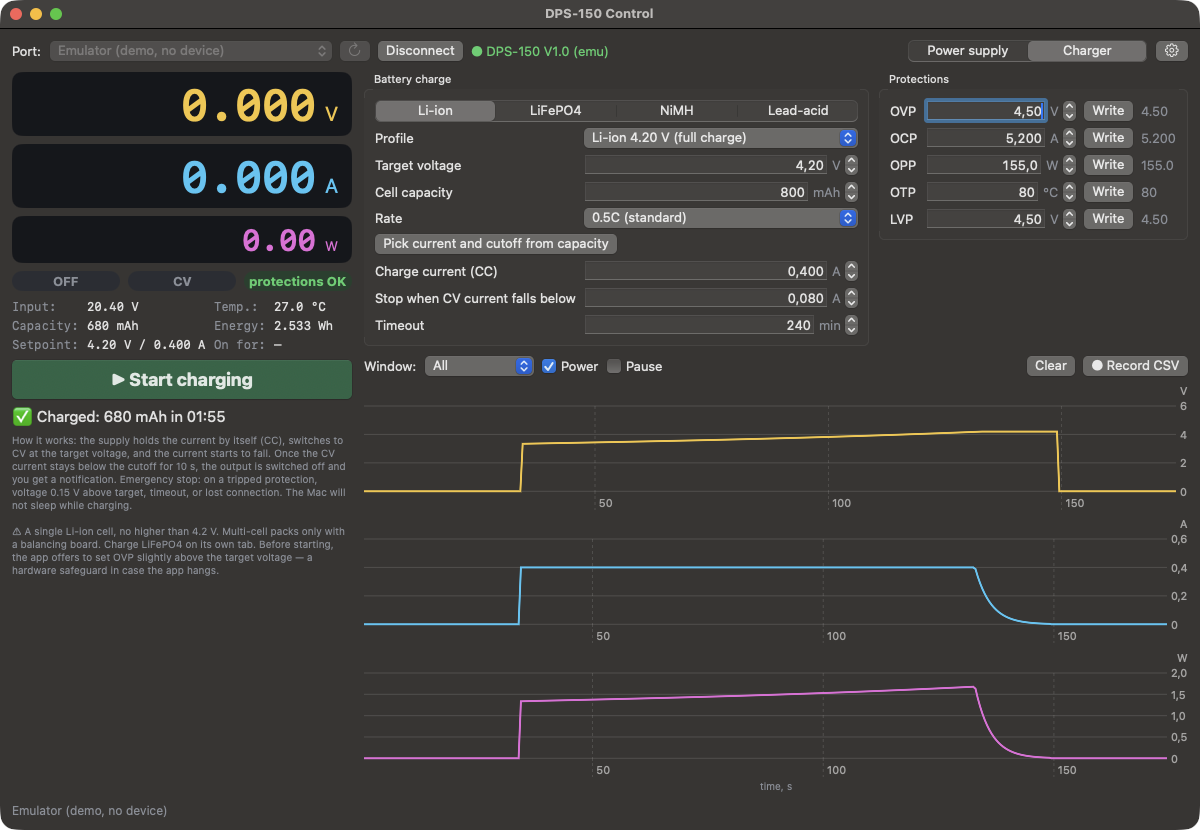 DPS-150 Control
Port: Emulator (demo, no device) Disconnect DPS-150 V1.0 (emu) Power supply Charger
0.000 V
0.000 A
0.00 W
OFF CV protections OK
Input: 20.40 V Temp.: 27.0 °C
Capacity: 680 mAh Energy: 2.533 Wh
Setpoint: 4.20 V / 0.400 A On for: —
Start charging
Charged: 680 mAh in 01:55
How it works: the supply holds the current by itself (CC), switches to
CV at the target voltage, and the current starts to fall. Once the CV
current stays below the cutoff for 10 s, the output is switched off and
you get a notification. Emergency stop: on a tripped protection,
voltage 0.15 V above target, timeout, or lost connection. The Mac will
not sleep while charging.
⚠ A single Li-ion cell, no higher than 4.2 V. Multi-cell packs only with
a balancing board. Charge LiFePO4 on its own tab. Before starting,
the app offers to set OVP slightly above the target voltage — a
hardware safeguard in case the app hangs.
Battery charge
Li-ion LiFePO4 NiMH Lead-acid
Profile Li-ion 4.20 V (full charge)
Target voltage 4,20 V
Cell capacity 800 mAh
Rate 0.5C (standard)
Pick current and cutoff from capacity
Charge current (CC) 0,400 A
Stop when CV current falls below 0,080 A
Timeout 240 min
Protections
OVP 4,50 V Write 4.50
OCP 5,200 A Write 5.200
OPP 155,0 W Write 155.0
OTP 80 °C Write 80
LVP 4,50 V Write 4.50
Window: All Power Pause Clear Record CSV
V
6
4
2
0
50 100 150
A
0,6
0,4
0,2
0
50 100 150
W
2,0
1,5
1,0
0,5
0
50 100 150
time, s
Emulator (demo, no device)